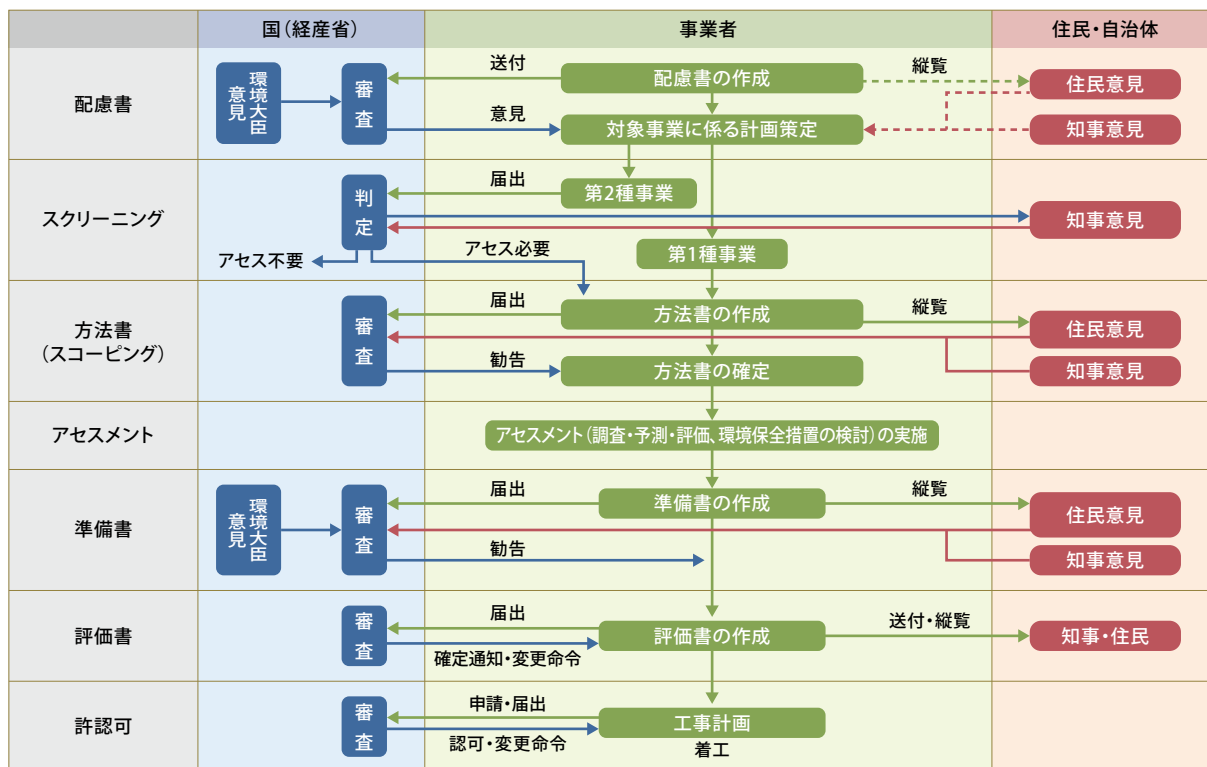 国(経産省)
事業者
住民・自治体
配慮書
環境大臣
意見
審査
送付
配慮書の作成
縦覧
住民意見
意見
対象事業に係る計画策定
知事意見
スクリーニング
判定
届出
第2種事業
知事意見
アセス不要
アセス必要
第1種事業
方法書
(スコーピング)
審査
届出
方法書の作成
縦覧
住民意見
勧告
方法書の確定
知事意見
アセスメント
アセスメント(調査・予測・評価、環境保全措置の検討)の実施
準備書
環境大臣
意見
審査
届出
準備書の作成
縦覧
住民意見
勧告
知事意見
評価書
審査
届出
評価書の作成
送付・縦覧
知事・住民
確定通知・変更命令
許認可
審査
申請・届出
工事計画
認可・変更命令
着工